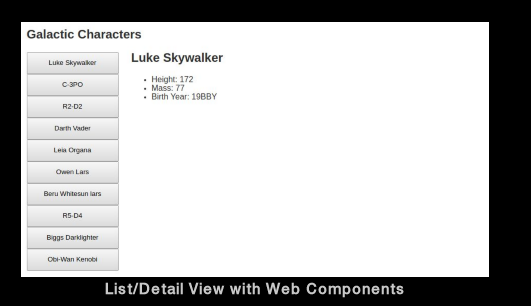 Galactic Characters
Luke Skywalker
C-3PO
R2-D2
Darth Vader
Leia Organa
Owen Lars
Beru Whitesun lars
R5-D4
Biggs Darklighter
Obi-Wan Kenobi
Luke Skywalker
Height: 172
Mass: 77
Birth Year: 19BBY
List/Detail View with Web Components